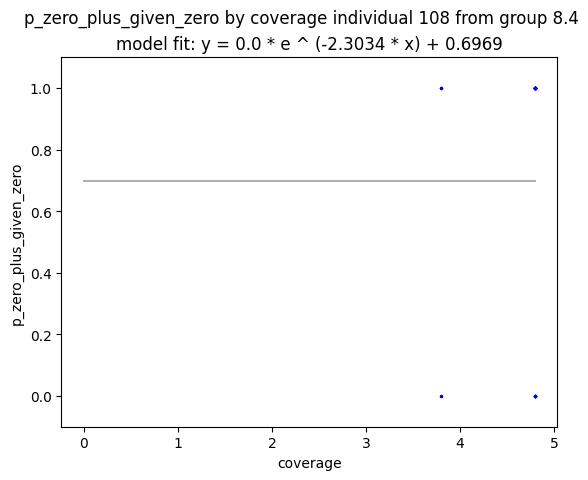 p_zero_plus_given_zero by coverage individual 108 from group 8.4
model fit: y = 0.0 * e ^ (-2.3034 * x) + 0.6969
p_zero_plus_given_zero
1.0
0.8
0.6
0.4
0.2
0.0
0 1 2 3 4 5
coverage